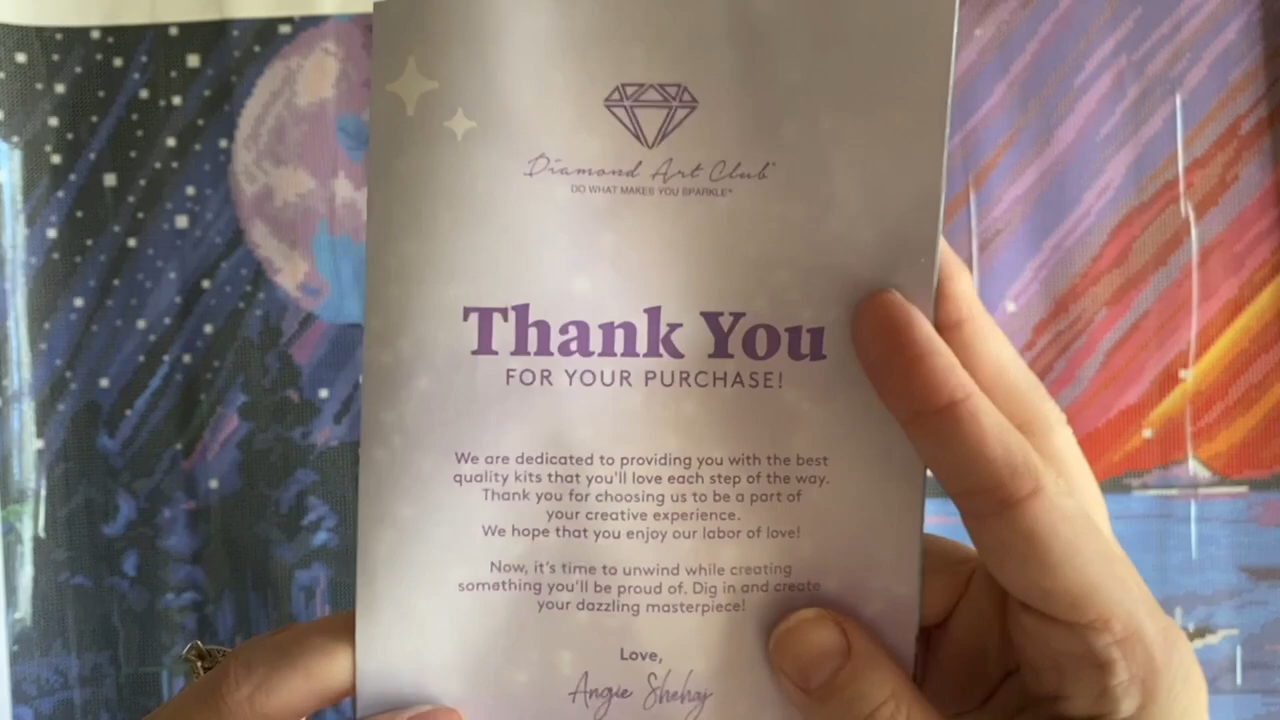 Diamond Art Club®
DO WHAT MAKES YOU SPARKLE™
Thank You
FOR YOUR PURCHASE!
We are dedicated to providing you with the best
quality kits that you'll love each step of the way.
Thank you for choosing us to be a part of
your creative experience.
We hope that you enjoy our labor of love!
Now, it's time to unwind while creating
something you'll be proud of. Dig in and create
your dazzling masterpiece!
Love,
Angie Shehaj